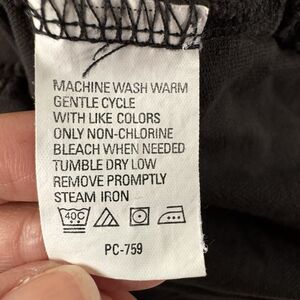 MACHINE WASH WARM
GENTLE CYCLE
WITH LIKE COLORS
ONLY NON-CHLORINE
BLEACH WHEN NEEDED
TUMBLE DRY LOW
REMOVE PROMPTLY
STEAM IRON
40C
PC-759